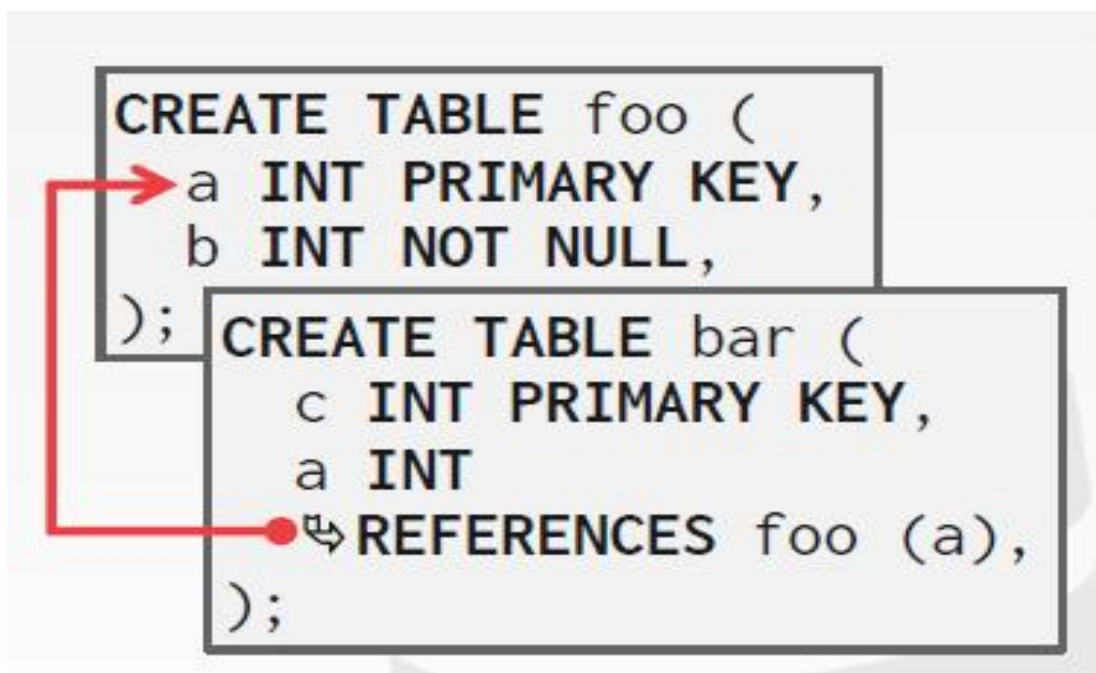 CREATE TABLE foo (
a INT PRIMARY KEY,
b INT NOT NULL,
);
CREATE TABLE bar (
c INT PRIMARY KEY,
a INT
↳REFERENCES foo (a),
);